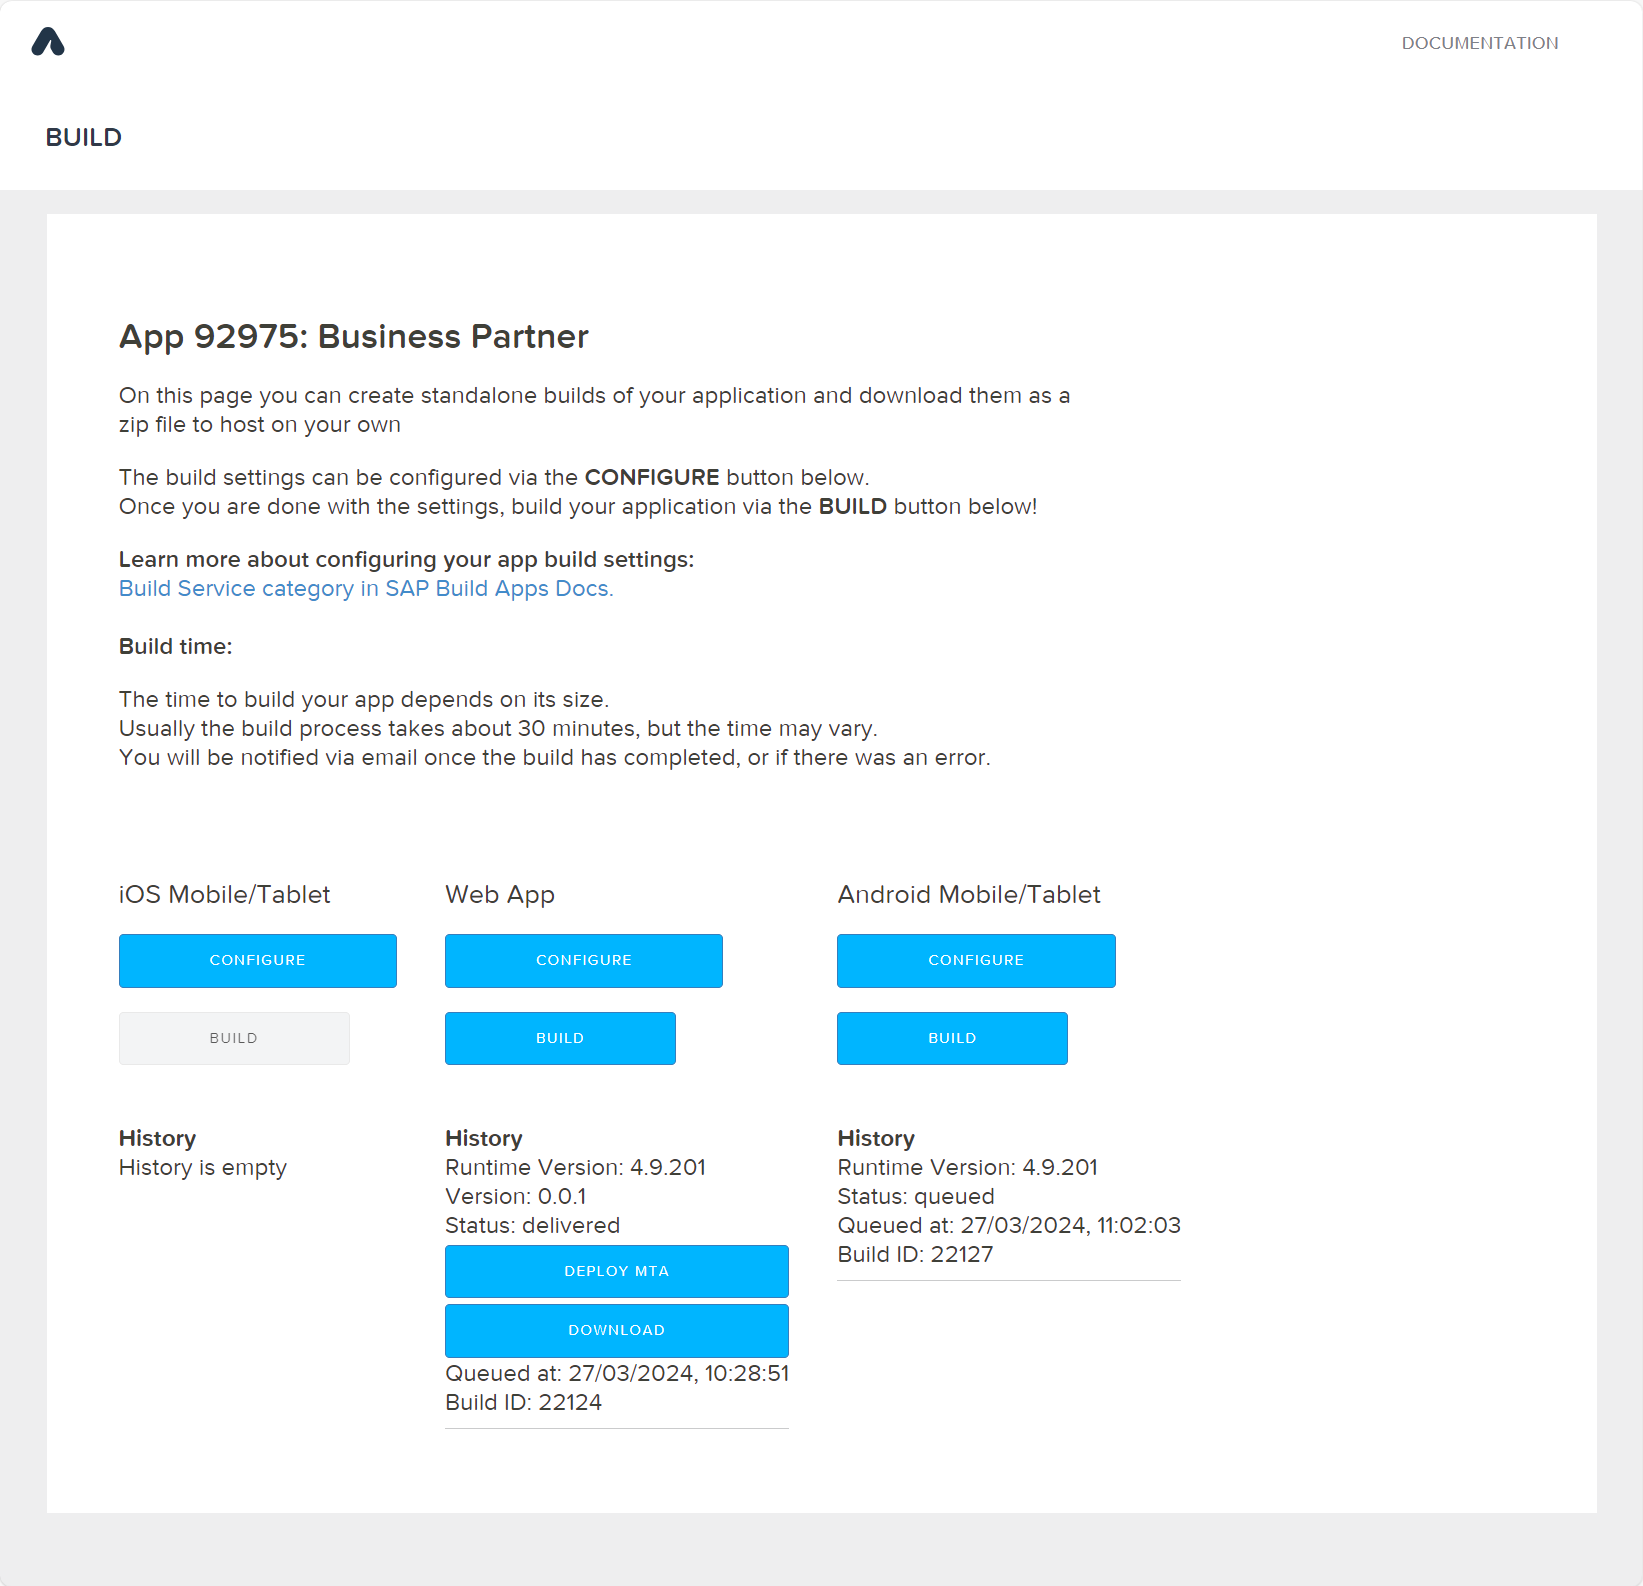 DOCUMENTATION
BUILD
App 92975: Business Partner
On this page you can create standalone builds of your application and download them as a
zip file to host on your own
The build settings can be configured via the CONFIGURE button below.
Once you are done with the settings, build your application via the BUILD button below!
Learn more about configuring your app build settings:
Build Service category in SAP Build Apps Docs.
Build time:
The time to build your app depends on its size.
Usually the build process takes about 30 minutes, but the time may vary.
You will be notified via email once the build has completed, or if there was an error.
iOS Mobile/Tablet
CONFIGURE
BUILD
History
History is empty
Web App
CONFIGURE
BUILD
History
Runtime Version: 4.9.201
Version: 0.0.1
Status: delivered
DEPLOY MTA
DOWNLOAD
Queued at: 27/03/2024, 10:28:51
Build ID: 22124
Android Mobile/Tablet
CONFIGURE
BUILD
History
Runtime Version: 4.9.201
Status: queued
Queued at: 27/03/2024, 11:02:03
Build ID: 22127